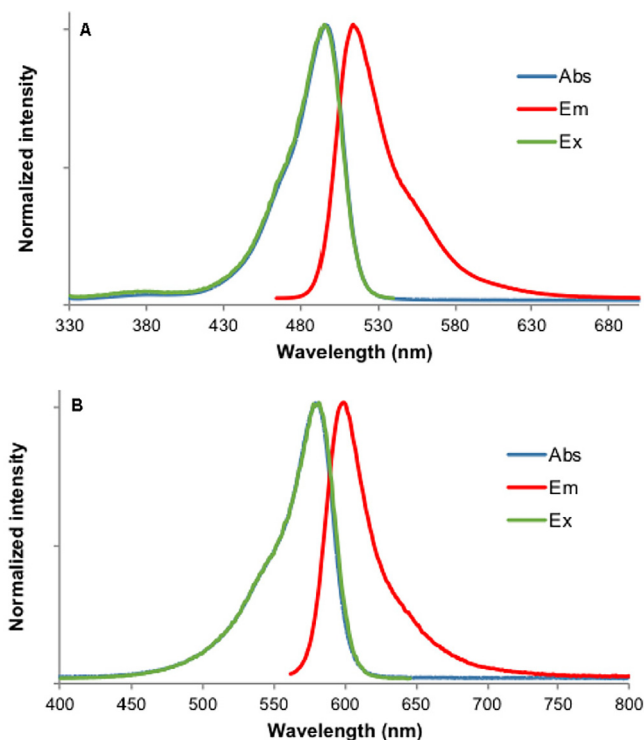 A
Normalized intensity
Abs
Em
Ex
330 380 430 480 530 580 630 680
Wavelength (nm)
B
Normalized intensity
Abs
Em
Ex
400 450 500 550 600 650 700 750 800
Wavelength (nm)